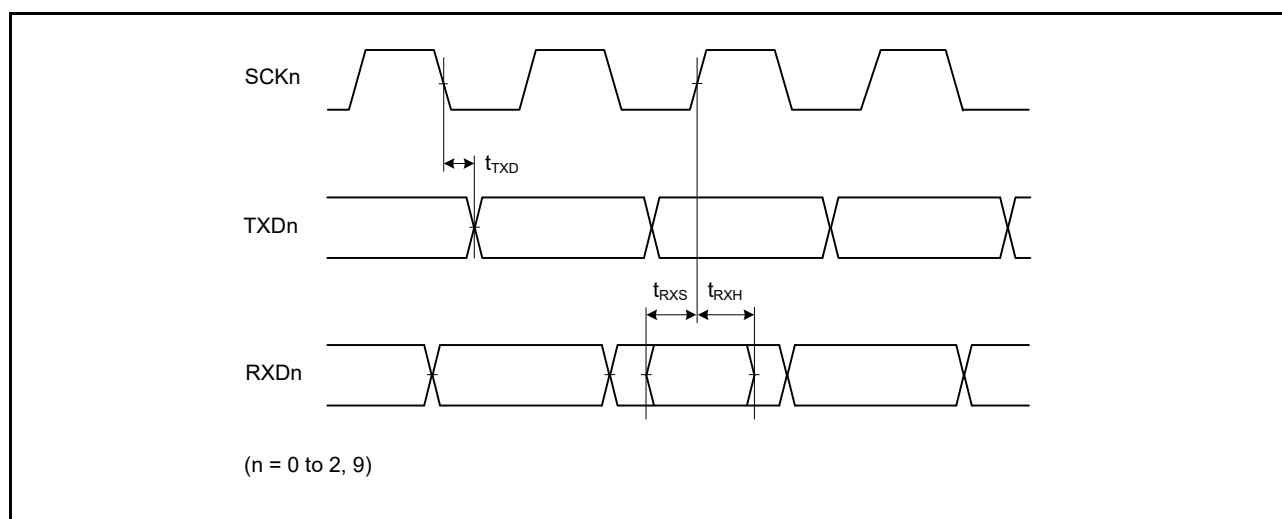 SCKn
tTXD
TXDn
tRXS tRXH
RXDn
(n = 0 to 2, 9)